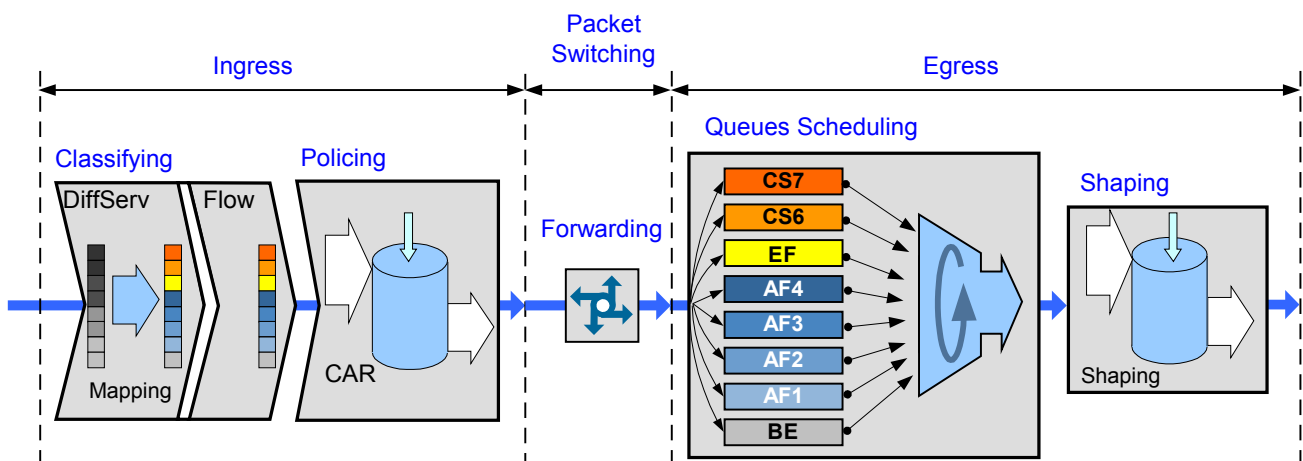 Packet
Switching
Ingress
Egress
Queues Scheduling
Classifying
Policing
Shaping
DiffServ
Flow
CS7
CS6
Forwarding
EF
AF4
AF3
AF2
AF1
BE
Mapping
CAR
Shaping